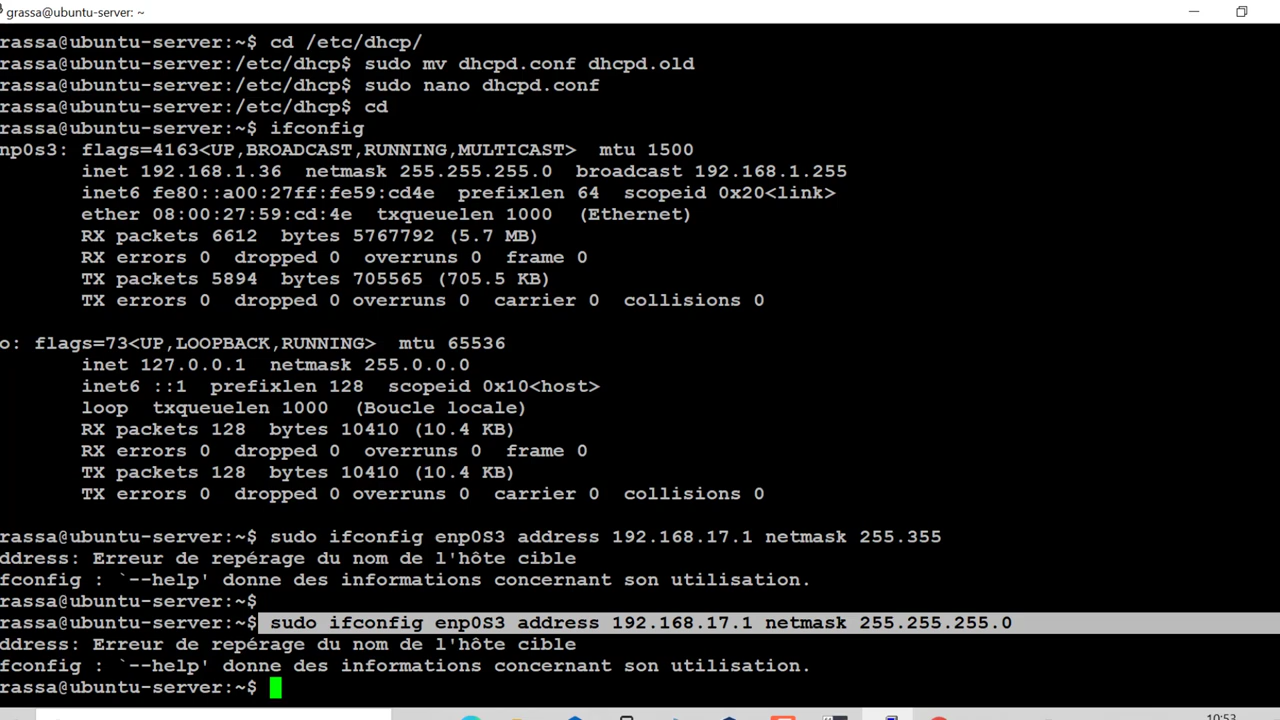 grassa@ubuntu-server: ~
rassa@ubuntu-server:~$ cd /etc/dhcp/
rassa@ubuntu-server:/etc/dhcp$ sudo mv dhcpd.conf dhcpd.old
rassa@ubuntu-server:/etc/dhcp$ sudo nano dhcpd.conf
rassa@ubuntu-server:/etc/dhcp$ cd
rassa@ubuntu-server:~$ ifconfig
np0s3: flags=4163<UP,BROADCAST,RUNNING,MULTICAST>  mtu 1500
inet 192.168.1.36  netmask 255.255.255.0  broadcast 192.168.1.255
inet6 fe80::a00:27ff:fe59:cd4e  prefixlen 64  scopeid 0x20<link>
ether 08:00:27:59:cd:4e  txqueuelen 1000  (Ethernet)
RX packets 6612  bytes 5767792 (5.7 MB)
RX errors 0  dropped 0  overruns 0  frame 0
TX packets 5894  bytes 705565 (705.5 KB)
TX errors 0  dropped 0 overruns 0  carrier 0  collisions 0
o: flags=73<UP,LOOPBACK,RUNNING>  mtu 65536
inet 127.0.0.1  netmask 255.0.0.0
inet6 ::1  prefixlen 128  scopeid 0x10<host>
loop  txqueuelen 1000  (Boucle locale)
RX packets 128  bytes 10410 (10.4 KB)
RX errors 0  dropped 0  overruns 0  frame 0
TX packets 128  bytes 10410 (10.4 KB)
TX errors 0  dropped 0 overruns 0  carrier 0  collisions 0
rassa@ubuntu-server:~$ sudo ifconfig enp0S3 address 192.168.17.1 netmask 255.355
ddress: Erreur de repérage du nom de l'hôte cible
fconfig : `--help' donne des informations concernant son utilisation.
rassa@ubuntu-server:~$
rassa@ubuntu-server:~$ sudo ifconfig enp0S3 address 192.168.17.1 netmask 255.255.255.0
ddress: Erreur de repérage du nom de l'hôte cible
fconfig : `--help' donne des informations concernant son utilisation.
rassa@ubuntu-server:~$
10:53